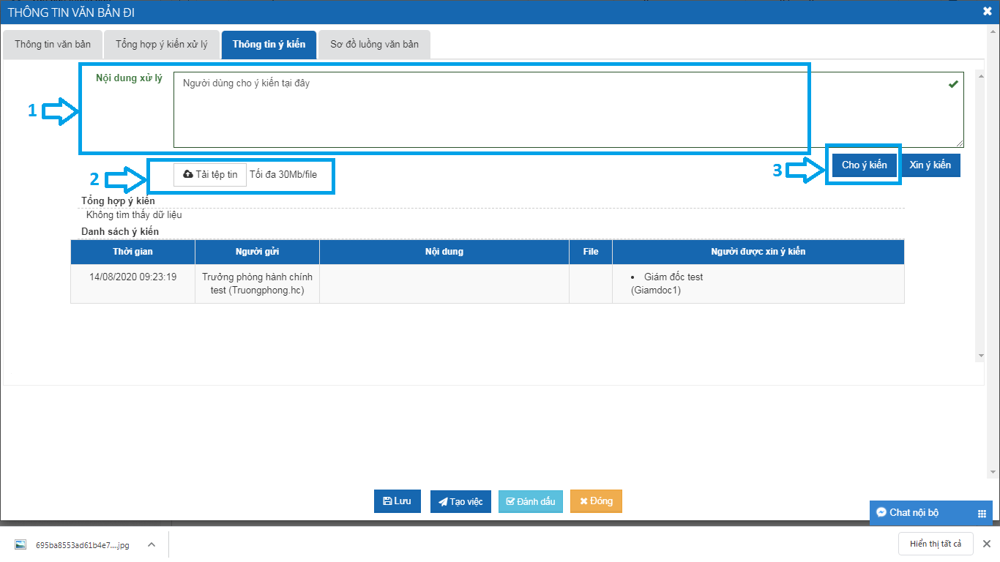 THÔNG TIN VĂN BẢN ĐI
Thông tin văn bản
Tổng hợp ý kiến xử lý
Thông tin ý kiến
Sơ đồ luồng văn bản
1
Nội dung xử lý
Người dùng cho ý kiến tại đây
2
Tải tệp tin
Tối đa 30Mb/file
3
Cho ý kiến
Xin ý kiến
Tổng hợp ý kiến
Không tìm thấy dữ liệu
Danh sách ý kiến
Thời gian
Người gửi
Nội dung
File
Người được xin ý kiến
14/08/2020 09:23:19
Trưởng phòng hành chính
test (Truongphong.hc)
Giám đốc test
(Giamdoc1)
Lưu
Tạo việc
Đánh dấu
Đóng
Chat nội bộ
695ba8553ad61b4e7....jpg
Hiển thị tất cả